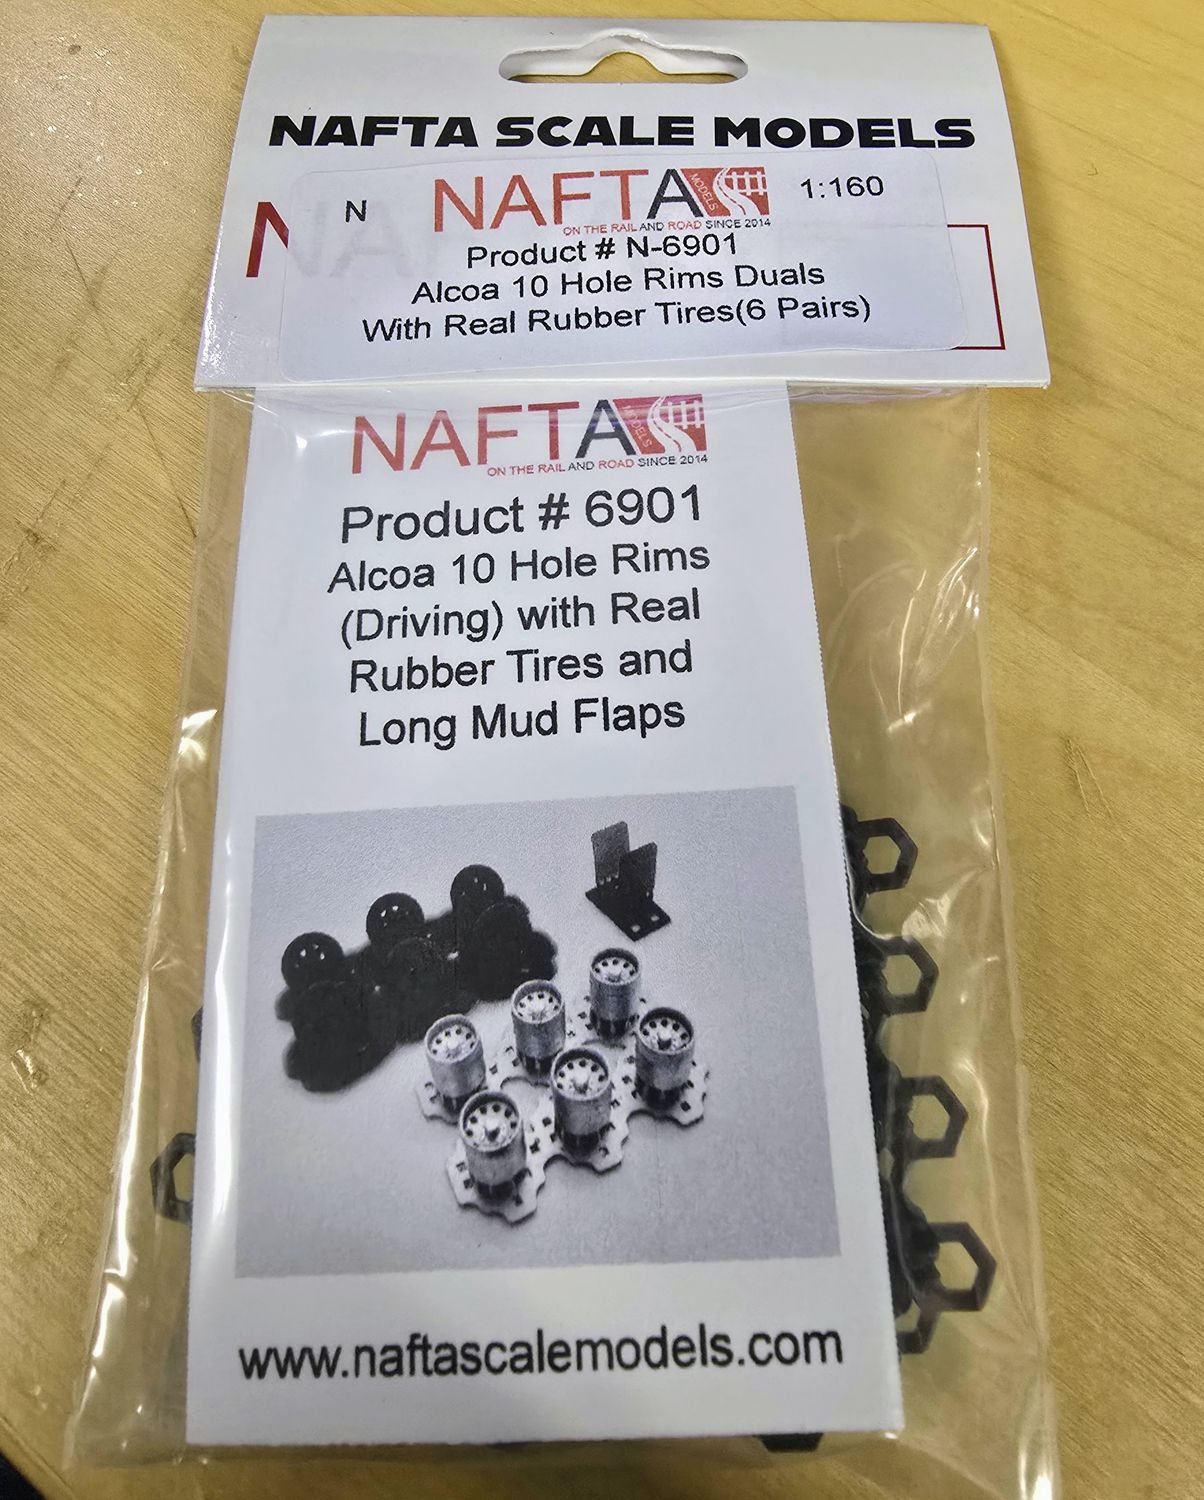 NAFTA SCALE MODELS
N NAFTA MODELS 1:160
ON THE RAIL AND ROAD SINCE 2014
Product # N-6901
Alcoa 10 Hole Rims Duals
With Real Rubber Tires(6 Pairs)
NAFTA MODELS
ON THE RAIL AND ROAD SINCE 2014
Product # 6901
Alcoa 10 Hole Rims
(Driving) with Real
Rubber Tires and
Long Mud Flaps
www.naftascalemodels.com